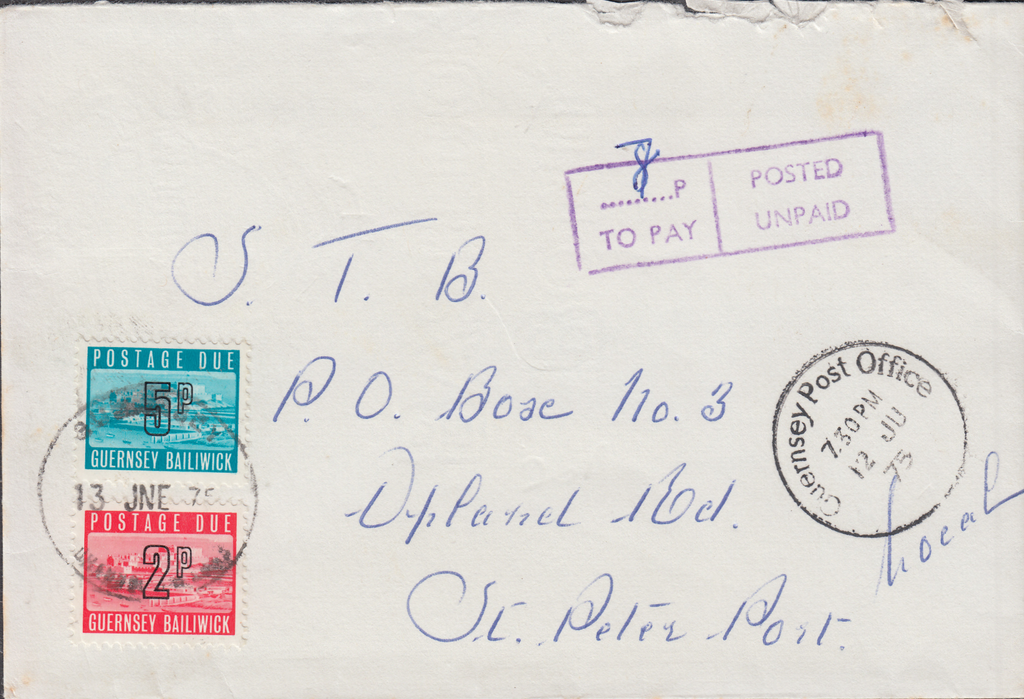 8
.........P
TO PAY
POSTED
UNPAID
S. T. B.
P. O. Boxe No. 3
Upland Rd.
St. Peter Port.
Local
Guernsey Post Office
7.30 PM
12 JU
75
POSTAGE DUE
5P
GUERNSEY BAILIWICK
13 JNE 75
POSTAGE DUE
2P
GUERNSEY BAILIWICK